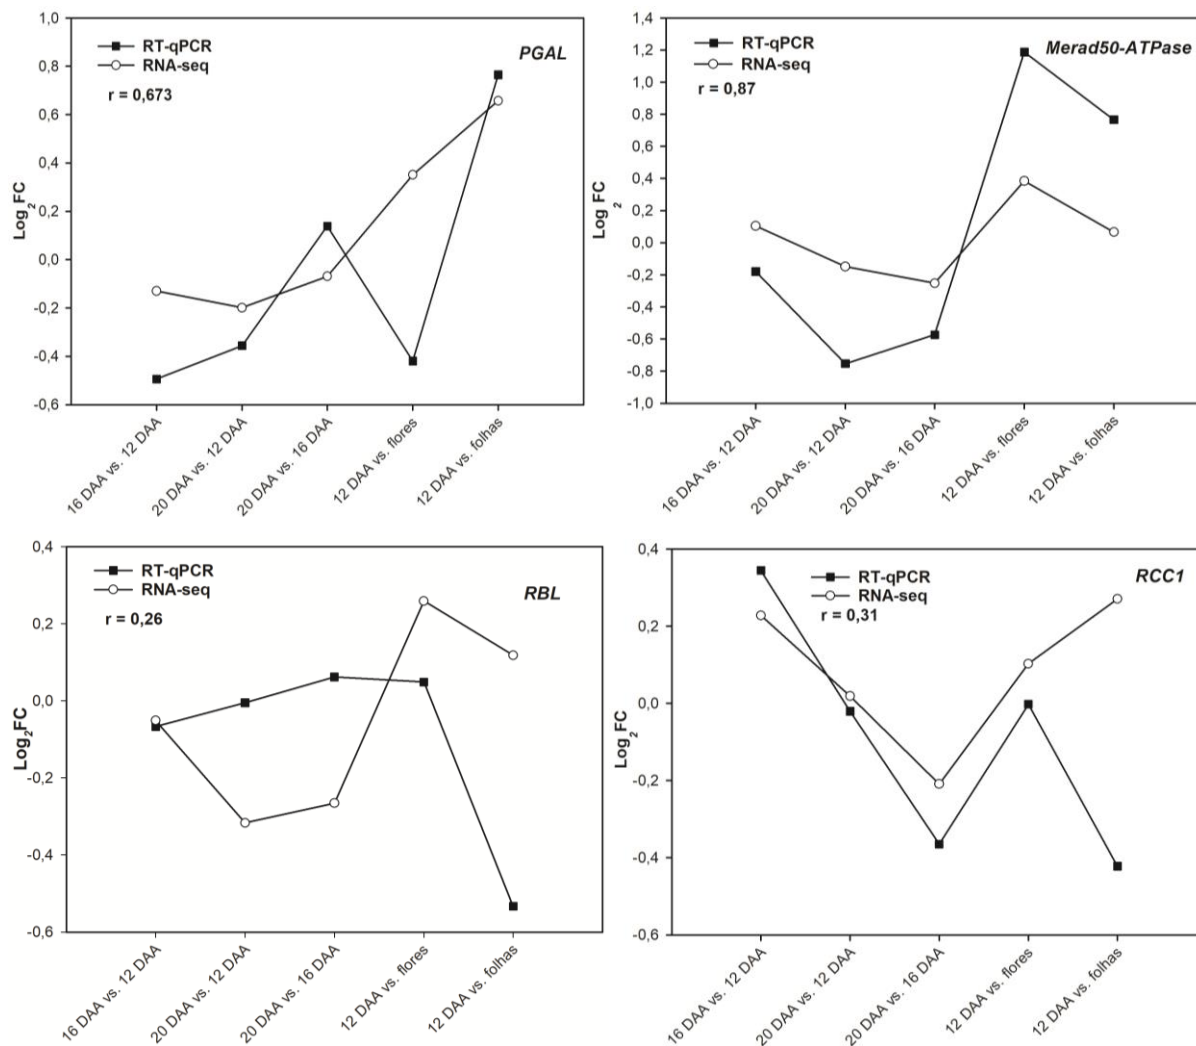 1,0
0,8
0,6
0,4
0,2
0,0
-0,2
-0,4
-0,6
Log2FC
RT-qPCR
RNA-seq
r = 0,673
PGAL
16 DAA vs. 12 DAA
20 DAA vs. 12 DAA
20 DAA vs. 16 DAA
12 DAA vs. flores
12 DAA vs. folhas
1,4
1,2
1,0
0,8
0,6
0,4
0,2
0,0
-0,2
-0,4
-0,6
-0,8
-1,0
Log2FC
RT-qPCR
RNA-seq
r = 0,87
Merad50-ATPase
16 DAA vs. 12 DAA
20 DAA vs. 12 DAA
20 DAA vs. 16 DAA
12 DAA vs. flores
12 DAA vs. folhas
0,4
0,2
0,0
-0,2
-0,4
-0,6
Log2FC
RT-qPCR
RNA-seq
r = 0,26
RBL
16 DAA vs. 12 DAA
20 DAA vs. 12 DAA
20 DAA vs. 16 DAA
12 DAA vs. flores
12 DAA vs. folhas
0,4
0,2
0,0
-0,2
-0,4
-0,6
Log2FC
RT-qPCR
RNA-seq
r = 0,31
RCC1
16 DAA vs. 12 DAA
20 DAA vs. 12 DAA
20 DAA vs. 16 DAA
12 DAA vs. flores
12 DAA vs. folhas